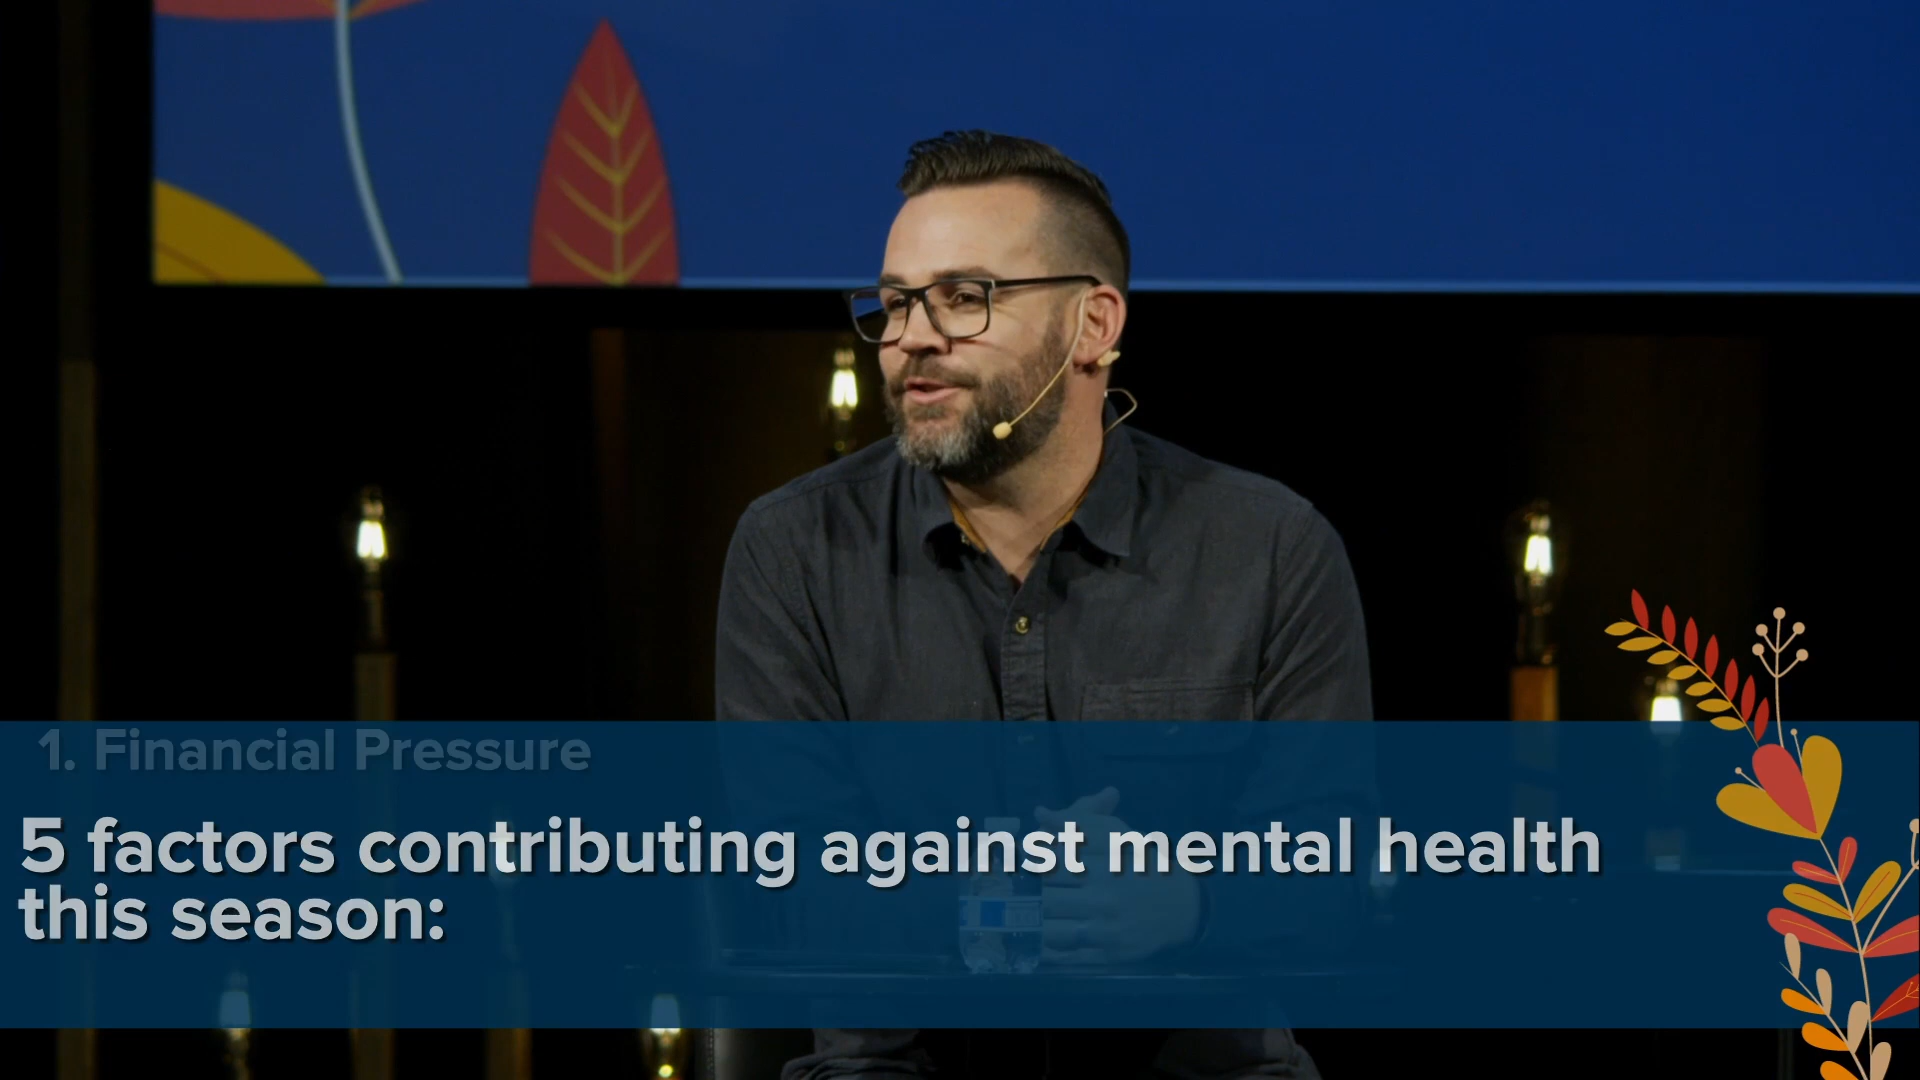 1. Financial Pressure
5 factors contributing against mental health
this season: